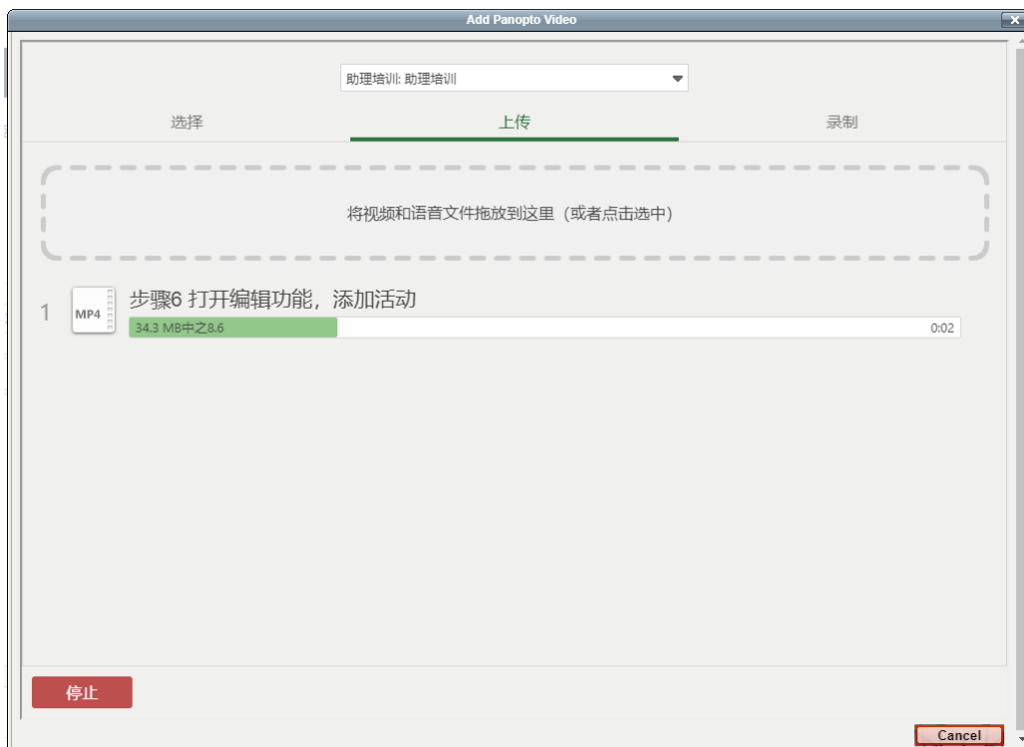 Add Panopto Video
助理培训: 助理培训
选择
上传
录制
将视频和语音文件拖放到这里（或者点击选中）
1
MP4
步骤6 打开编辑功能，添加活动
34.3 MB中之8.6
0:02
停止
Cancel